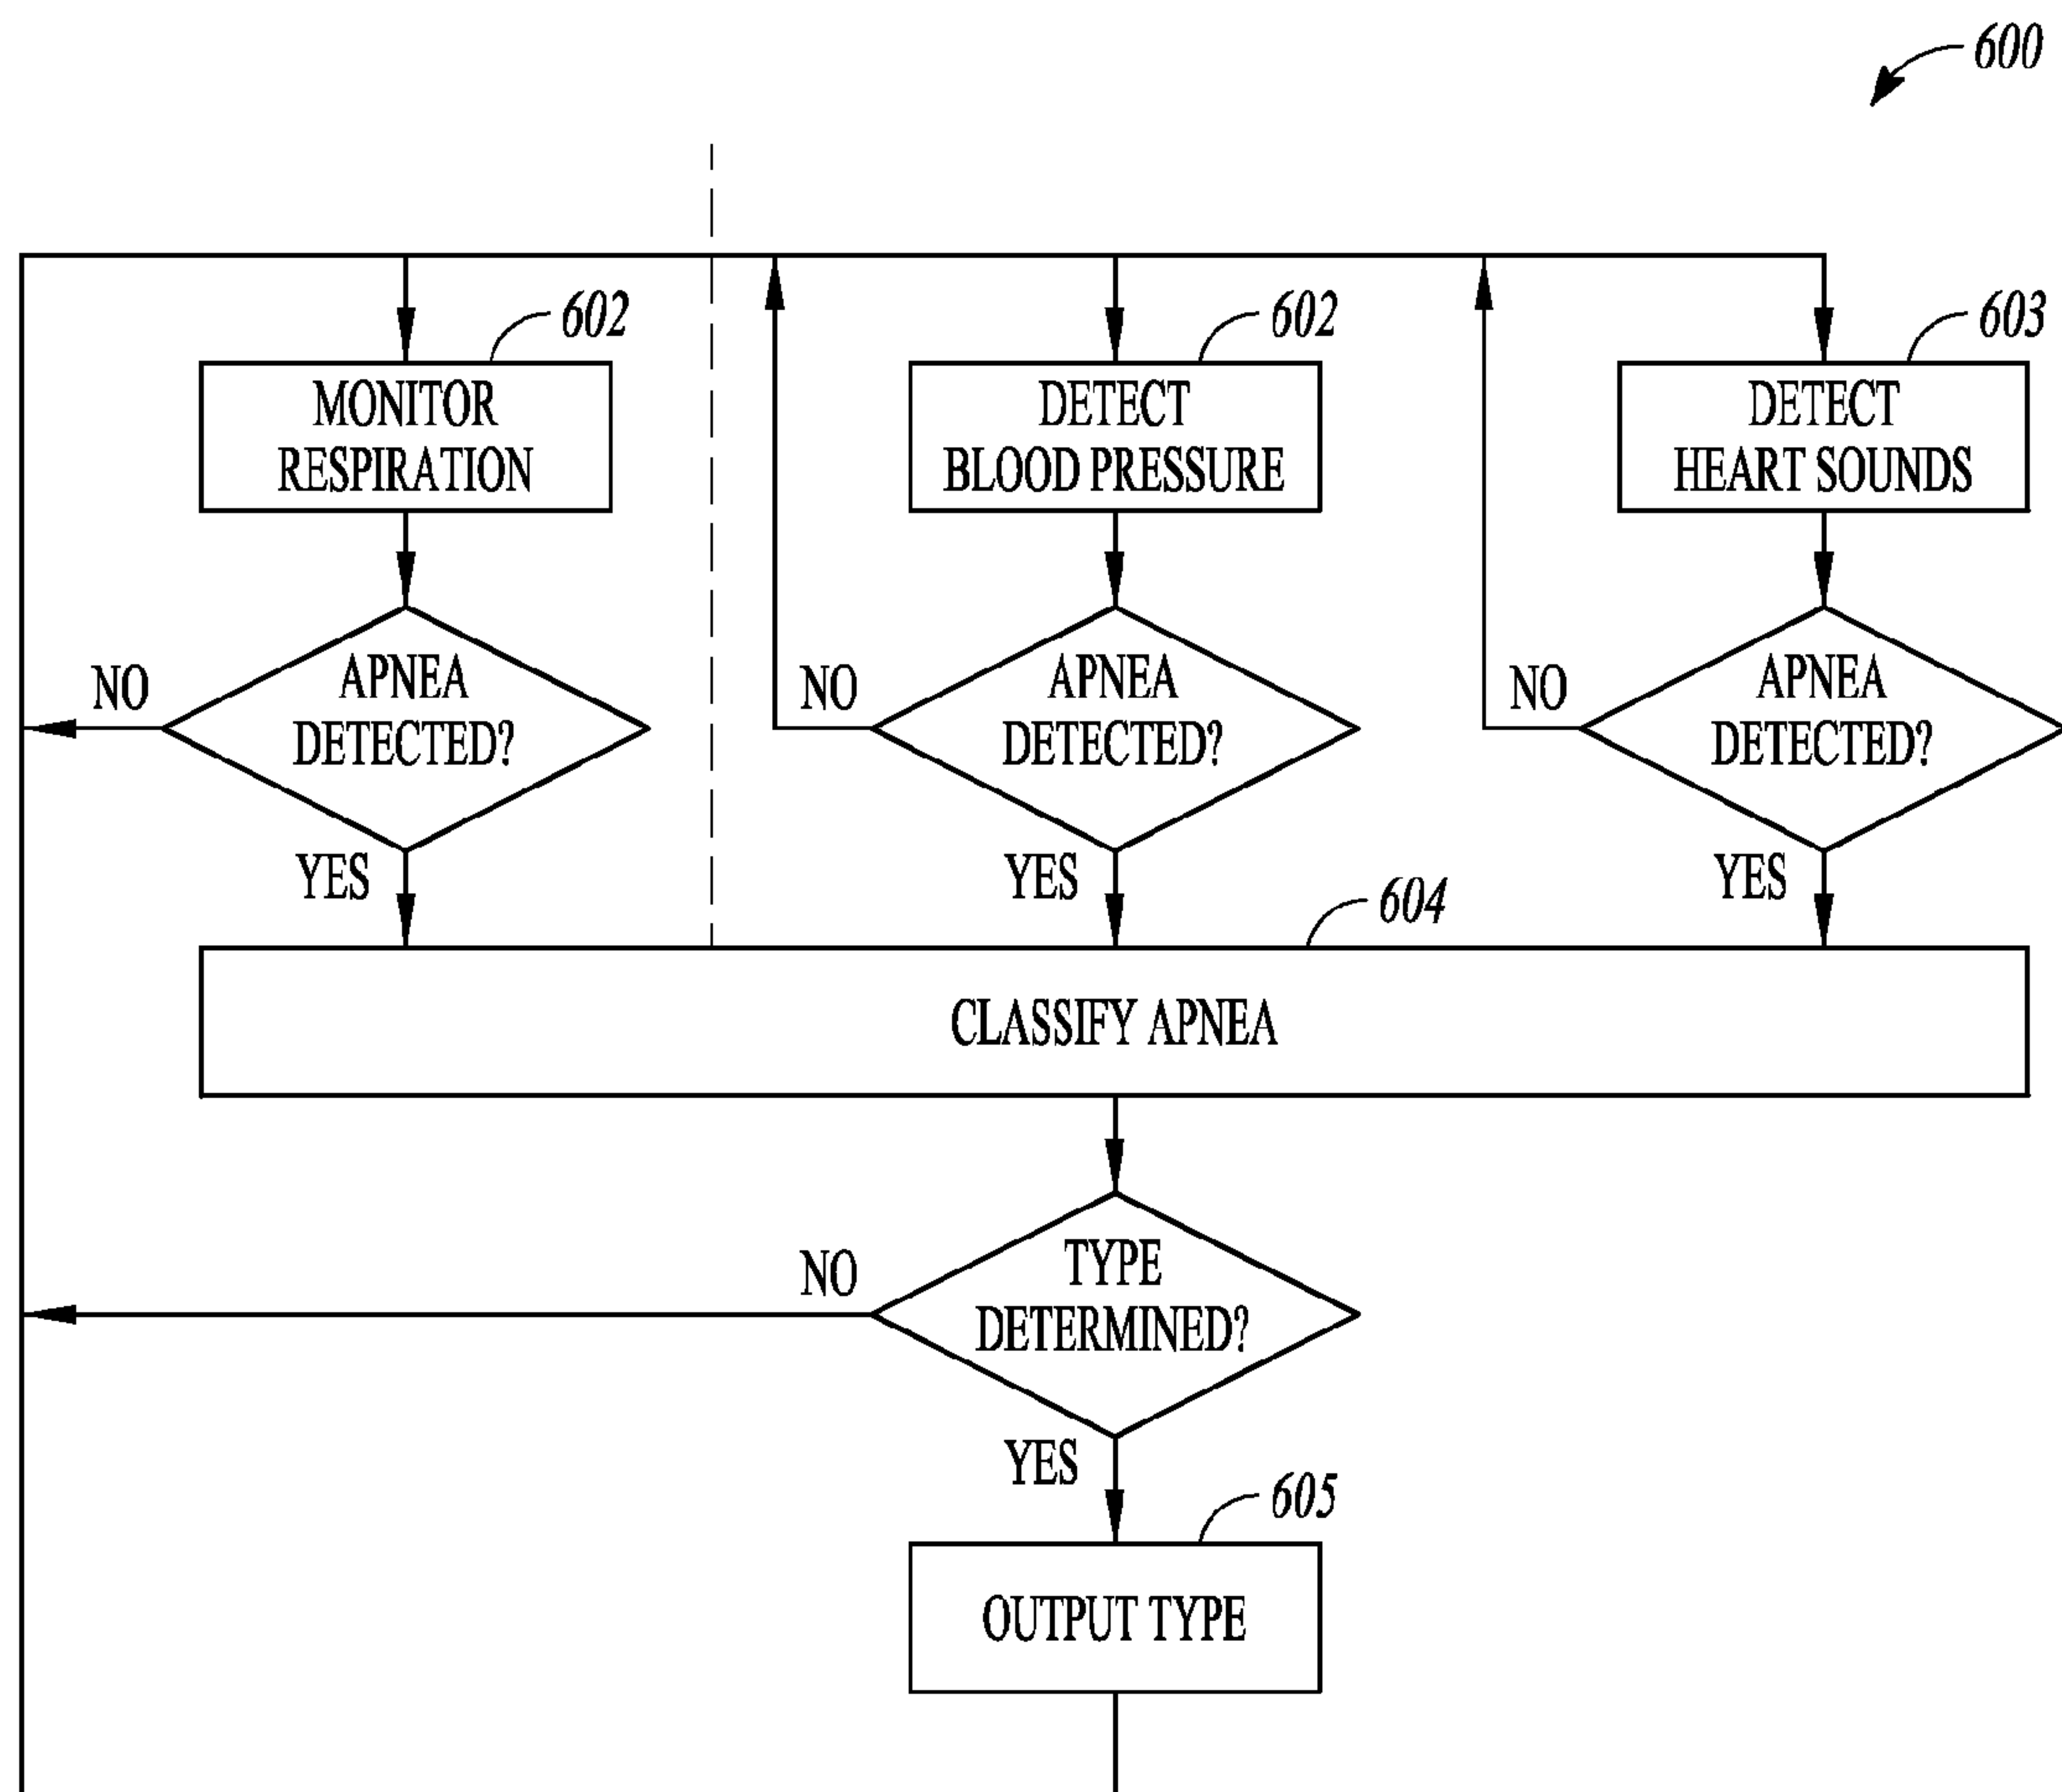 600
602
602
603
MONITOR
RESPIRATION
DETECT
BLOOD PRESSURE
DETECT
HEART SOUNDS
NO
APNEA
DETECTED?
NO
APNEA
DETECTED?
NO
APNEA
DETECTED?
YES
YES
YES
604
CLASSIFY APNEA
NO
TYPE
DETERMINED?
YES
605
OUTPUT TYPE